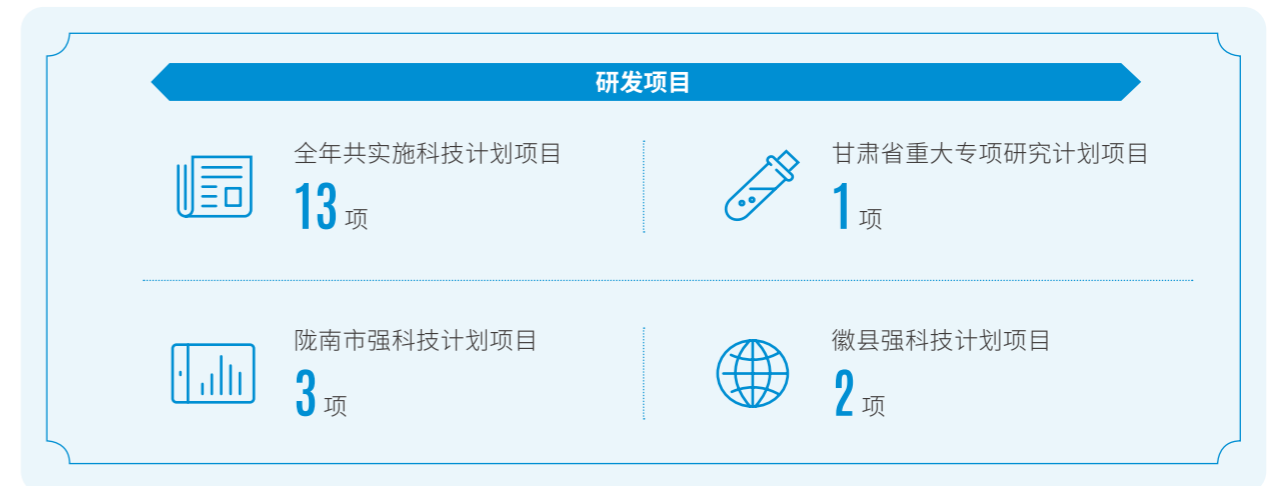 研发项目
全年共实施科技计划项目
13 项
甘肃省重大专项研究计划项目
1 项
陇南市强科技计划项目
3 项
徽县强科技计划项目
2 项